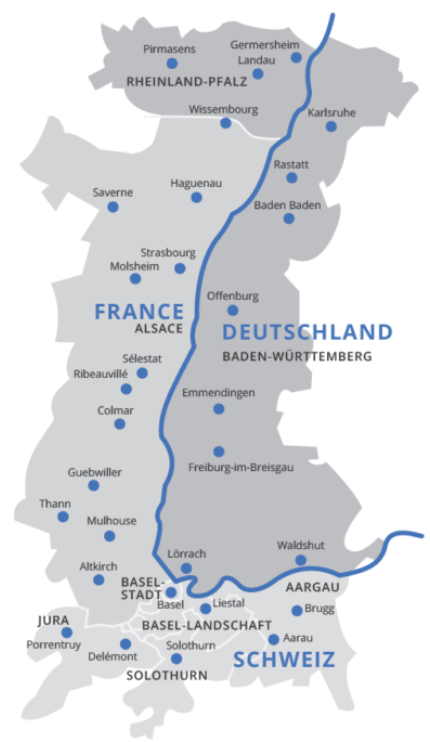 Pirmasens
Germersheim
Landau
RHEINLAND-PFALZ
Wissembourg
Karlsruhe
Rastatt
Haguenau
Saverne
Baden Baden
Strasbourg
Molsheim
Offenburg
FRANCE
ALSACE
DEUTSCHLAND
BADEN-WÜRTTEMBERG
Sélestat
Ribeauvillé
Emmendingen
Colmar
Freiburg-im-Breisgau
Guebwiller
Thann
Mulhouse
Waldshut
Lörrach
Altkirch
BASEL-
STADT
AARGAU
Basel
Liestal
Brugg
JURA
BASEL-LANDSCHAFT
Aarau
Porrentruy
Solothurn
Delémont
SCHWEIZ
SOLOTHURN